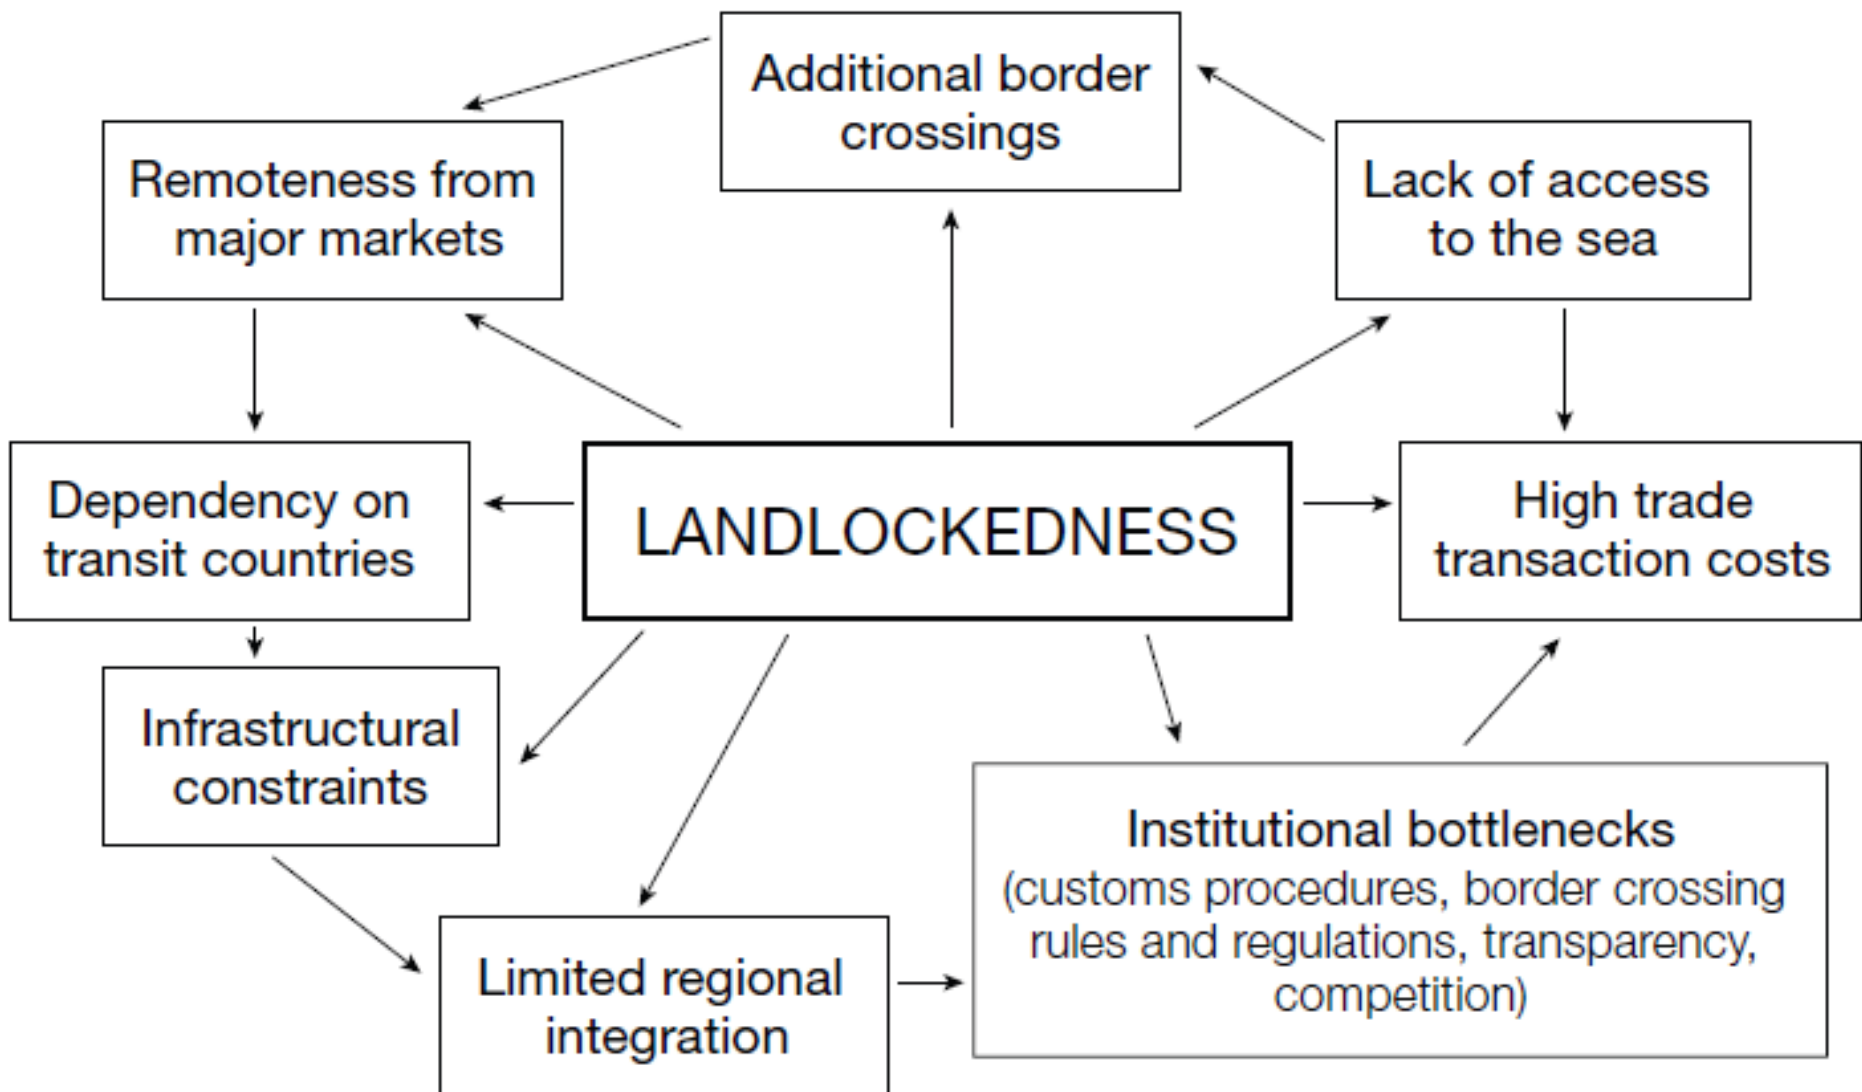 Additional border
crossings
Remoteness from
major markets
Lack of access
to the sea
Dependency on
transit countries
LANDLOCKEDNESS
High trade
transaction costs
Infrastructural
constraints
Institutional bottlenecks
(customs procedures, border crossing
rules and regulations, transparency,
competition)
Limited regional
integration